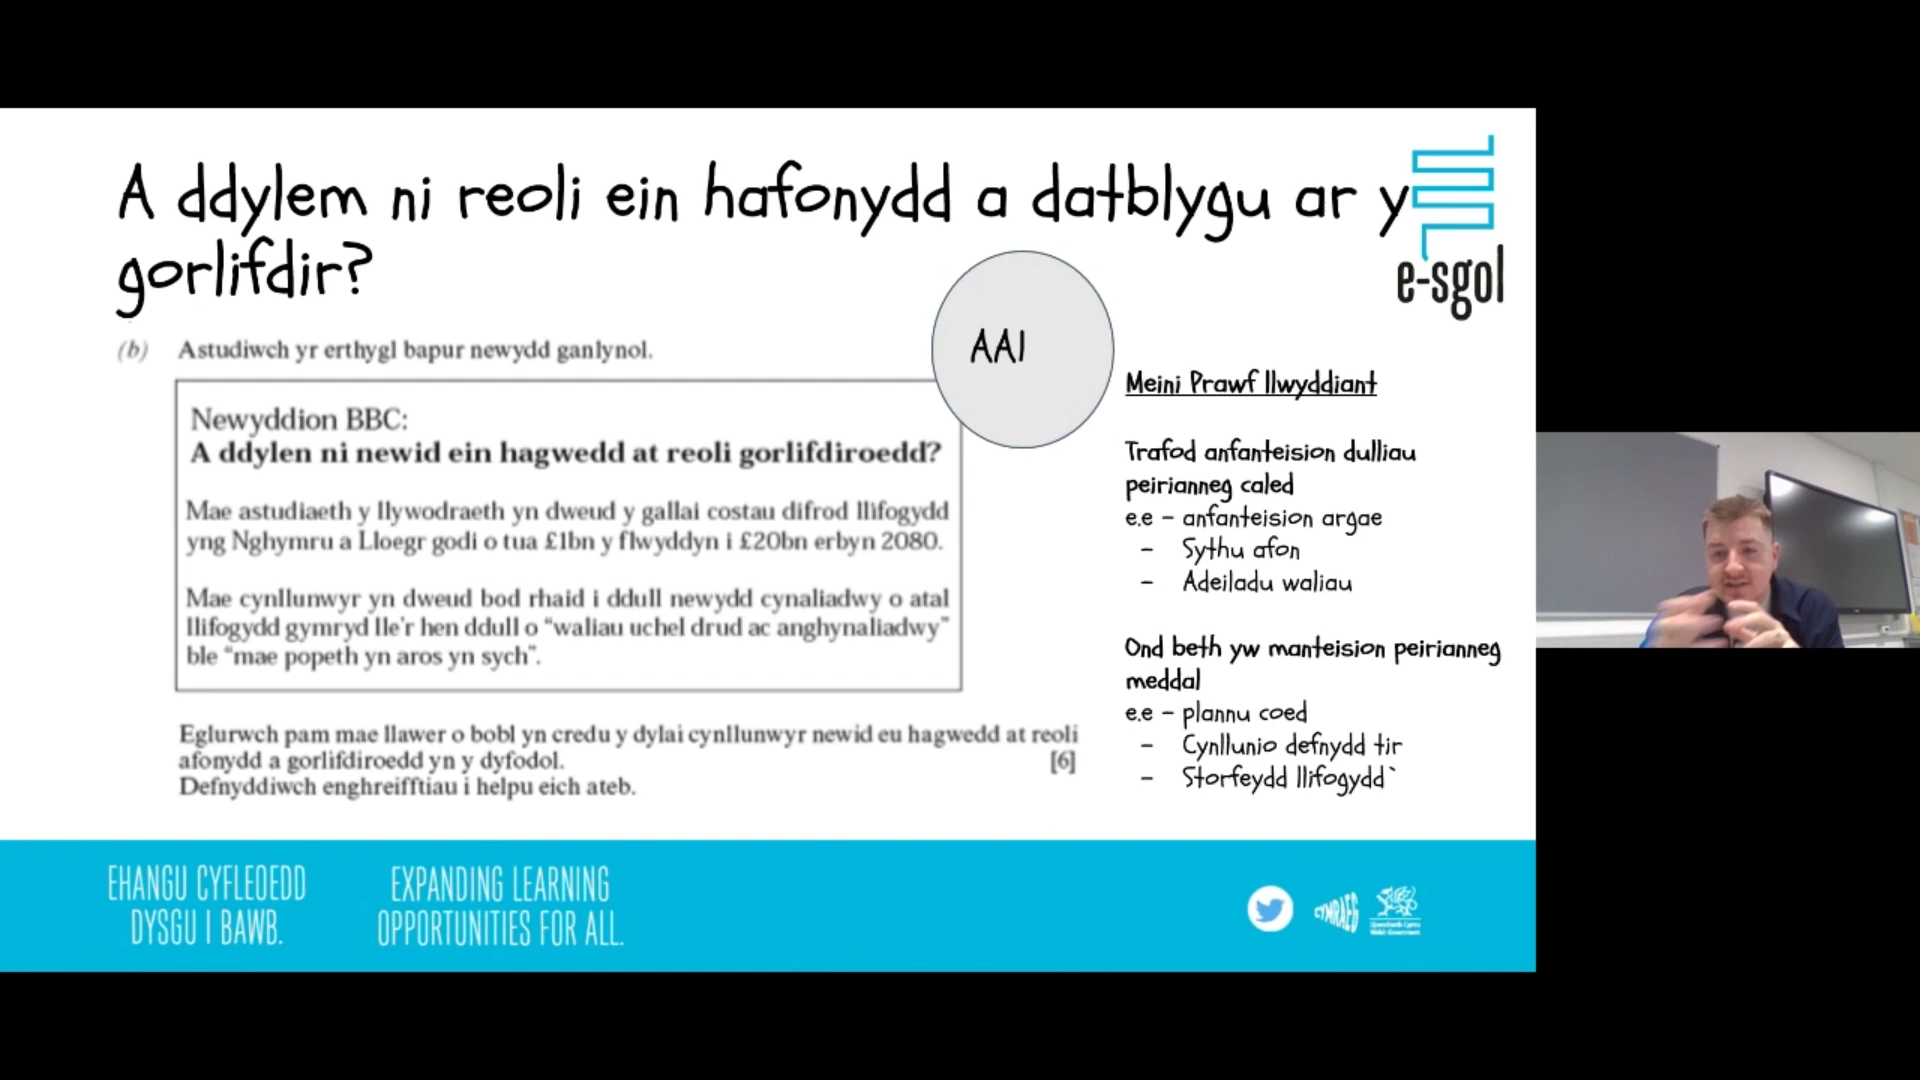 A ddylem ni reoli ein hafonydd a datblygu ar y
gorlifdir?
e-sgol
(b) Astudiwch yr erthygl bapur newydd ganlynol.
AAI
Newyddion BBC:
A ddylen ni newid ein hagwedd at reoli gorlifdiroedd?
Mae astudiaeth y llywodraeth yn dweud y gallai costau difrod llifogydd
yng Nghymru a Lloegr godi o tua £1bn y flwyddyn i £20bn erbyn 2080.
Mae cynllunwyr yn dweud bod rhaid i ddull newydd cynaliadwy o atal
llifogydd gymryd lle'r hen ddull o “waliau uchel drud ac anghynaliadwy”
ble “mae popeth yn aros yn sych”.
Eglurwch pam mae llawer o bobl yn credu y dylai cynllunwyr newid eu hagwedd at reoli
afonydd a gorlifdiroedd yn y dyfodol. [6]
Defnyddiwch enghreifftiau i helpu eich ateb.
Meini Prawf llwyddiant
Trafod anfanteision dulliau
peirianneg caled
e.e – anfanteision argae
– Sythu afon
– Adeiladu waliau
Ond beth yw manteision peirianneg
meddal
e.e – plannu coed
– Cynllunio defnydd tir
– Storfeydd llifogydd`
EHANGU CYFLEOEDD
DYSGU I BAWB.
EXPANDING LEARNING
OPPORTUNITIES FOR ALL.
CYMRAEG
Llywodraeth Cymru
Welsh Government